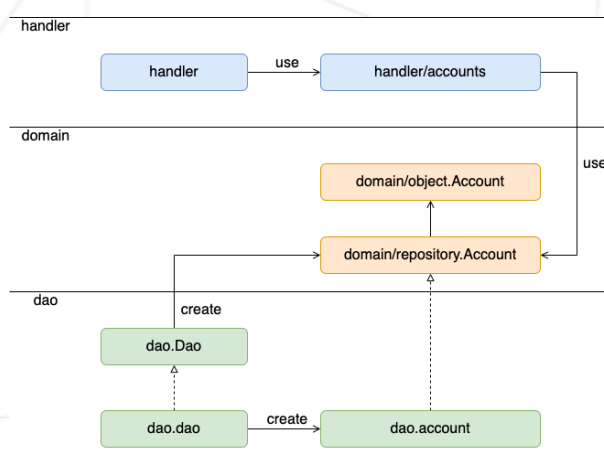 handler
handler
use
handler/accounts
domain
use
domain/object.Account
domain/repository.Account
dao
create
dao.Dao
dao.dao
create
dao.account